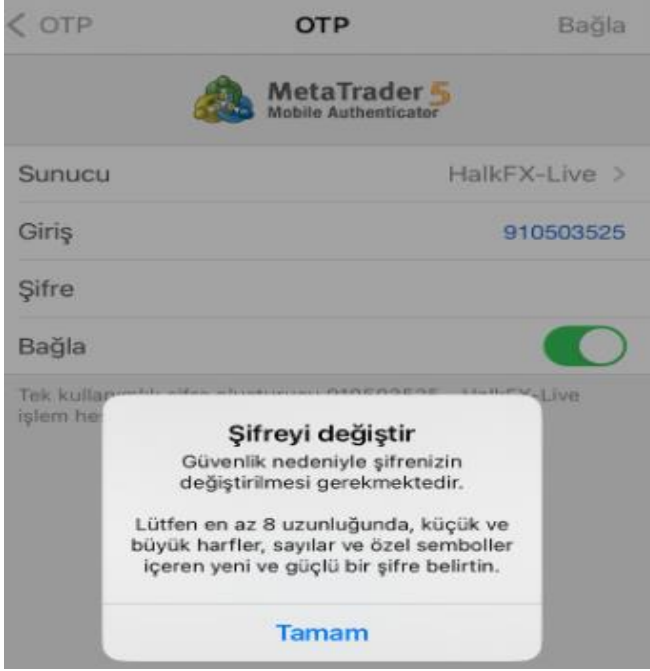 < OTP OTP Bağla
MetaTrader 5
Mobile Authenticator
Sunucu HalkFX-Live >
Giriş 910503525
Şifre
Bağla
Tek kullanımlık şifre oluşturucu 910503525 - HalkFX-Live
işlem he
Şifreyi değiştir
Güvenlik nedeniyle şifrenizin
değiştirilmesi gerekmektedir.
Lütfen en az 8 uzunluğunda, küçük ve
büyük harfler, sayılar ve özel semboller
içeren yeni ve güçlü bir şifre belirtin.
Tamam